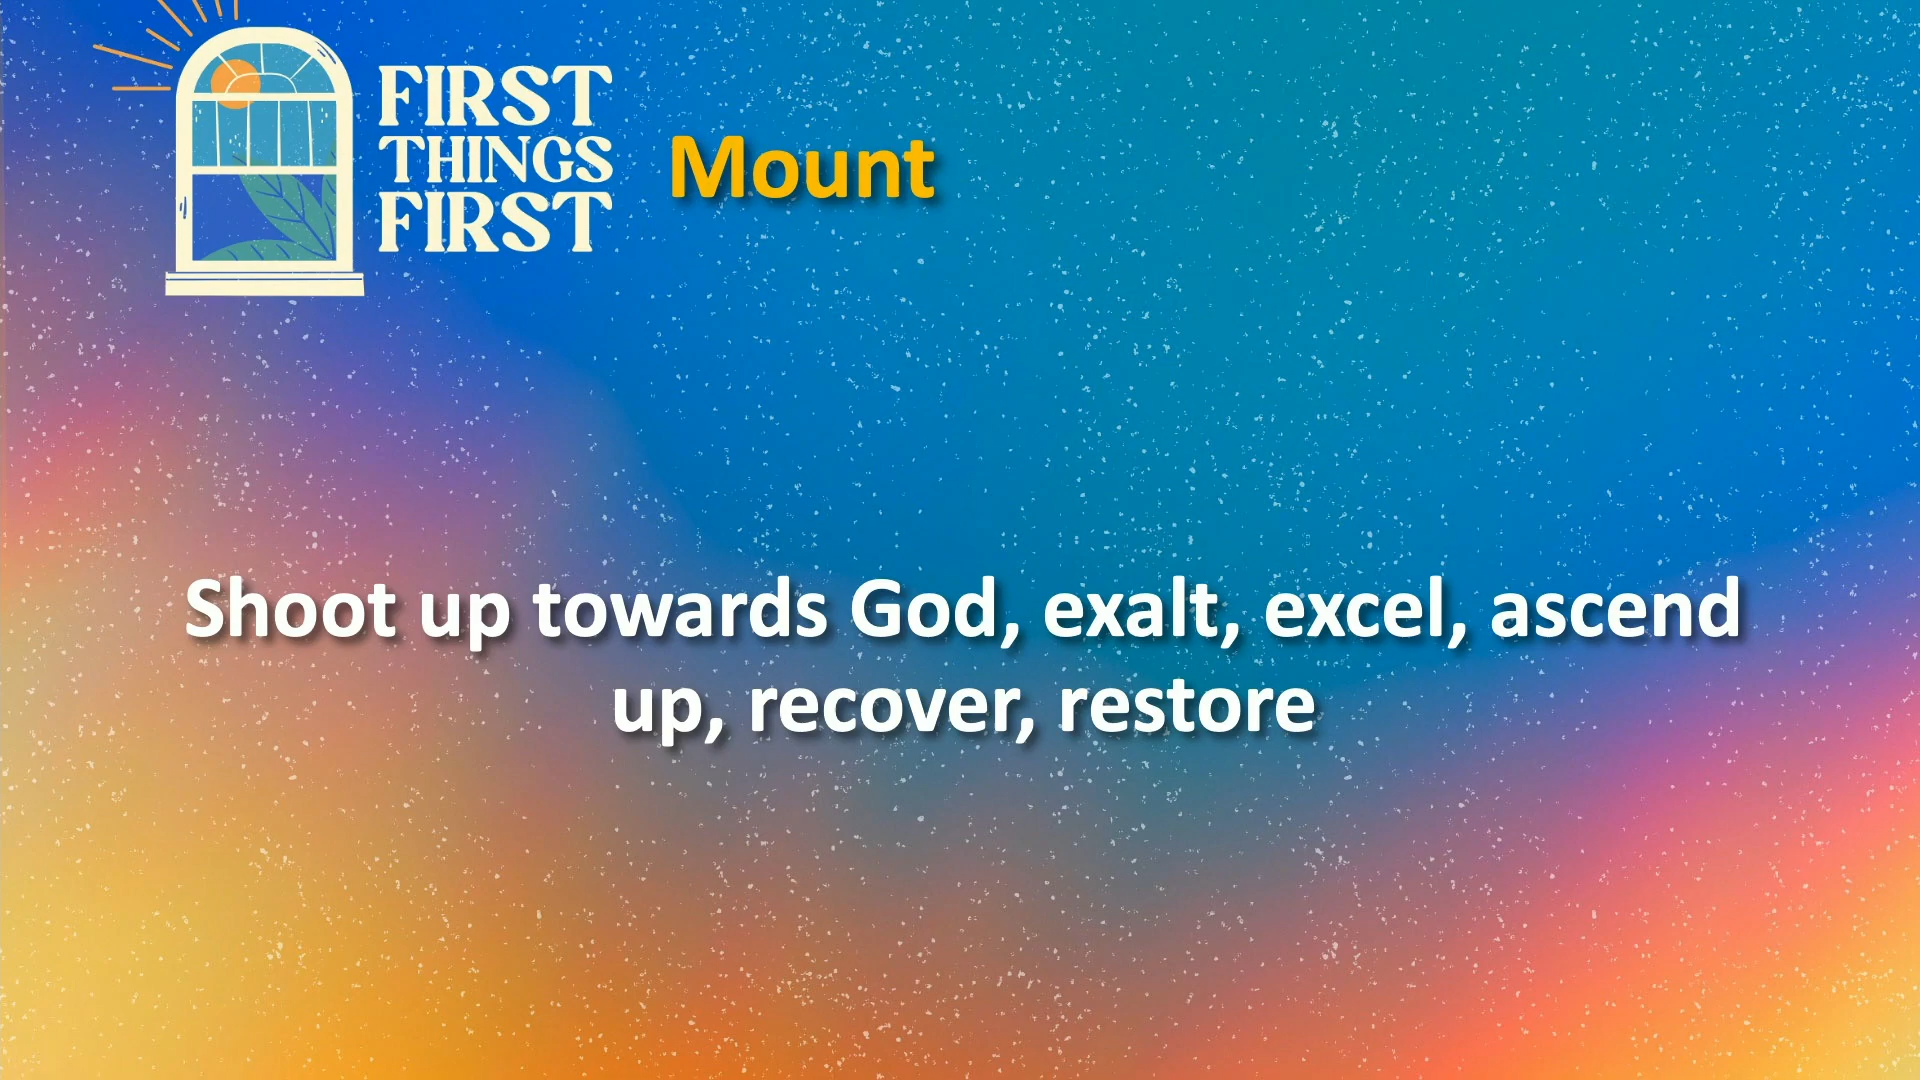 FIRST
THINGS
FIRST
Mount
Shoot up towards God, exalt, excel, ascend
up, recover, restore